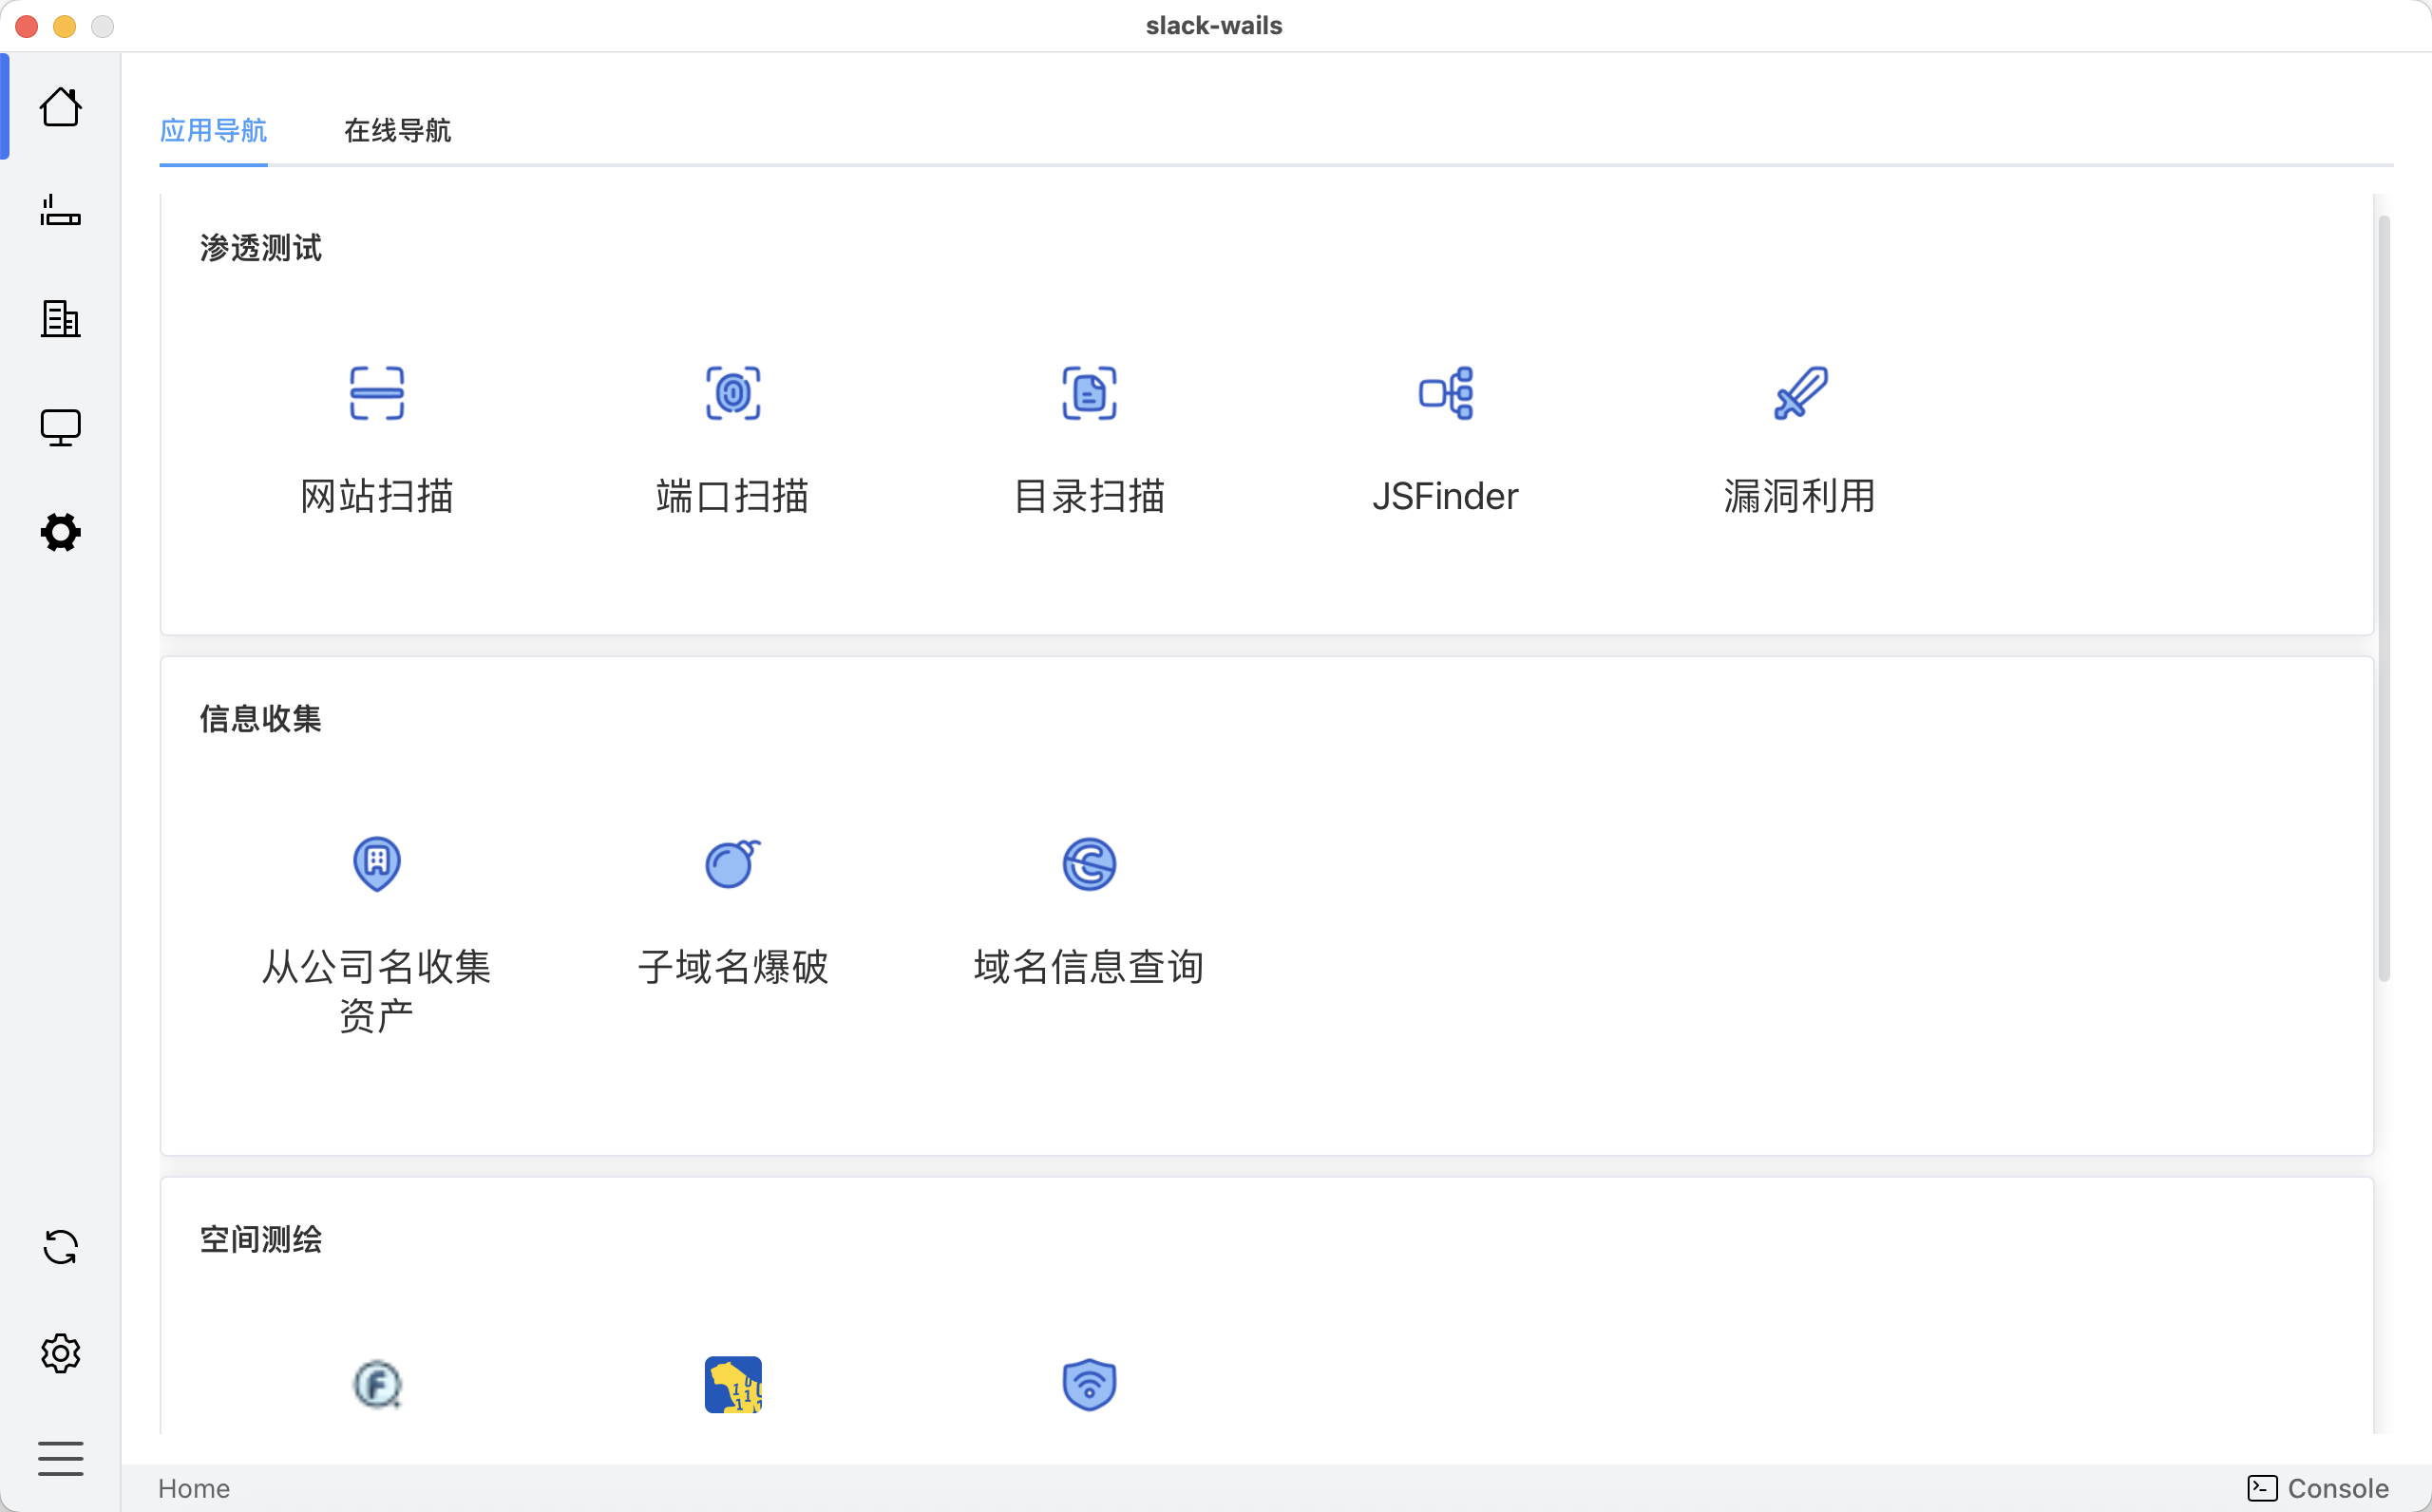 slack-wails
应用导航 在线导航
渗透测试
网站扫描 端口扫描 目录扫描 JSFinder 漏洞利用
信息收集
从公司名收集
资产
子域名爆破 域名信息查询
空间测绘
Home Console